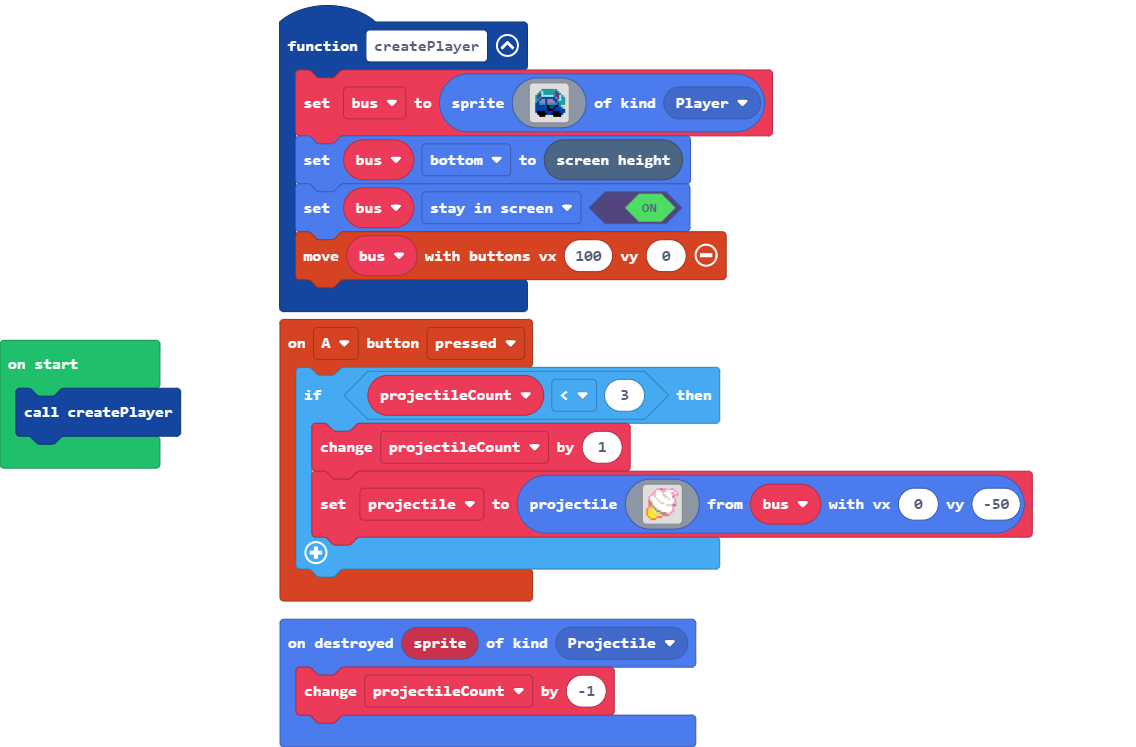 function createPlayer
set bus to sprite of kind Player
set bus bottom to screen height
set bus stay in screen ON
move bus with buttons vx 100 vy 0
on start
call createPlayer
on A button pressed
if projectileCount < 3 then
change projectileCount by 1
set projectile to projectile from bus with vx 0 vy -50
on destroyed sprite of kind Projectile
change projectileCount by -1